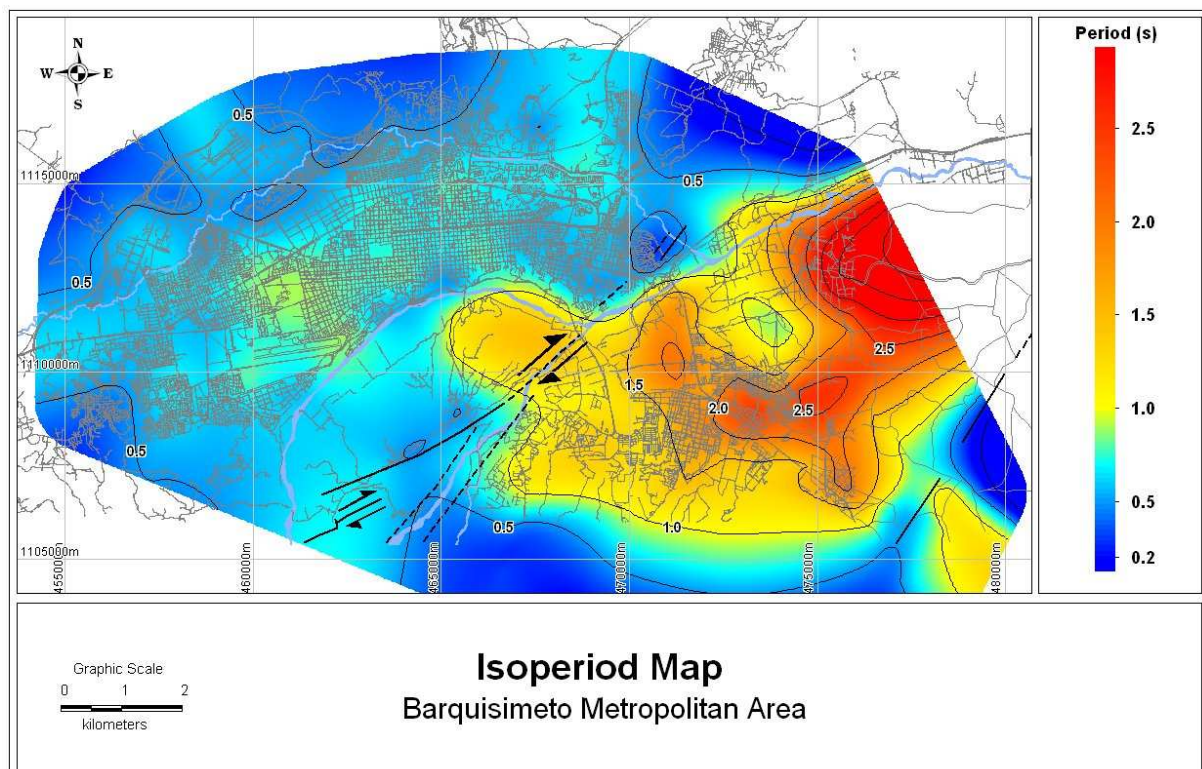 N
W E
S
Period (s)
2.5
2.0
1.5
1.0
0.5
0.2
0.5
1115000m
0.5
0.5
1110000m
2.5
1.5
2.0
2.5
0.5
0.5
1.0
1105000m
455000m
460000m
465000m
470000m
475000m
480000m
Isoperiod Map
Barquisimeto Metropolitan Area
Graphic Scale
0 1 2
kilometers